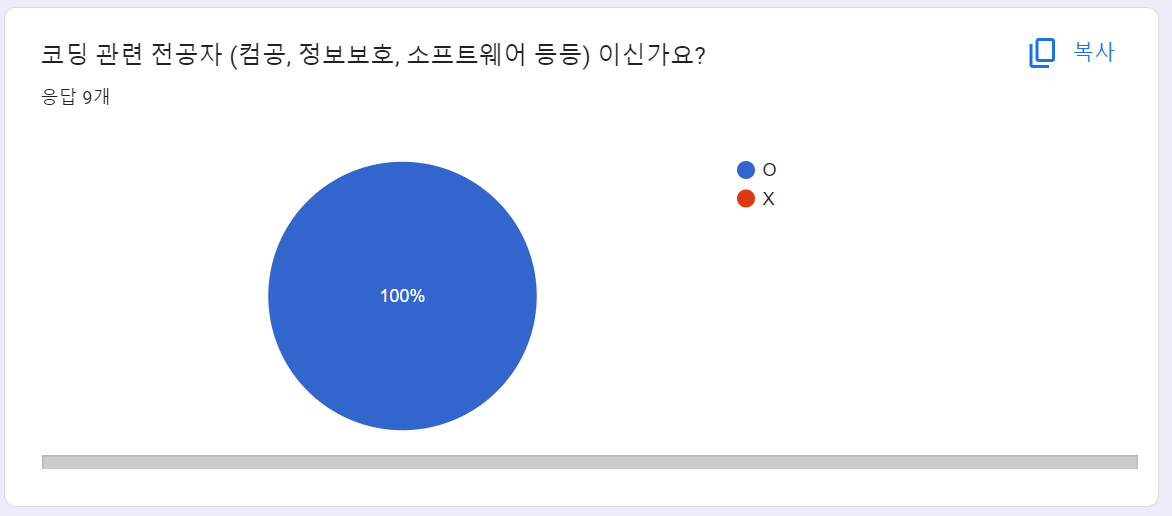 코딩 관련 전공자 (컴공, 정보보호, 소프트웨어 등등) 이신가요?
복사
응답 9개
O
X
100%